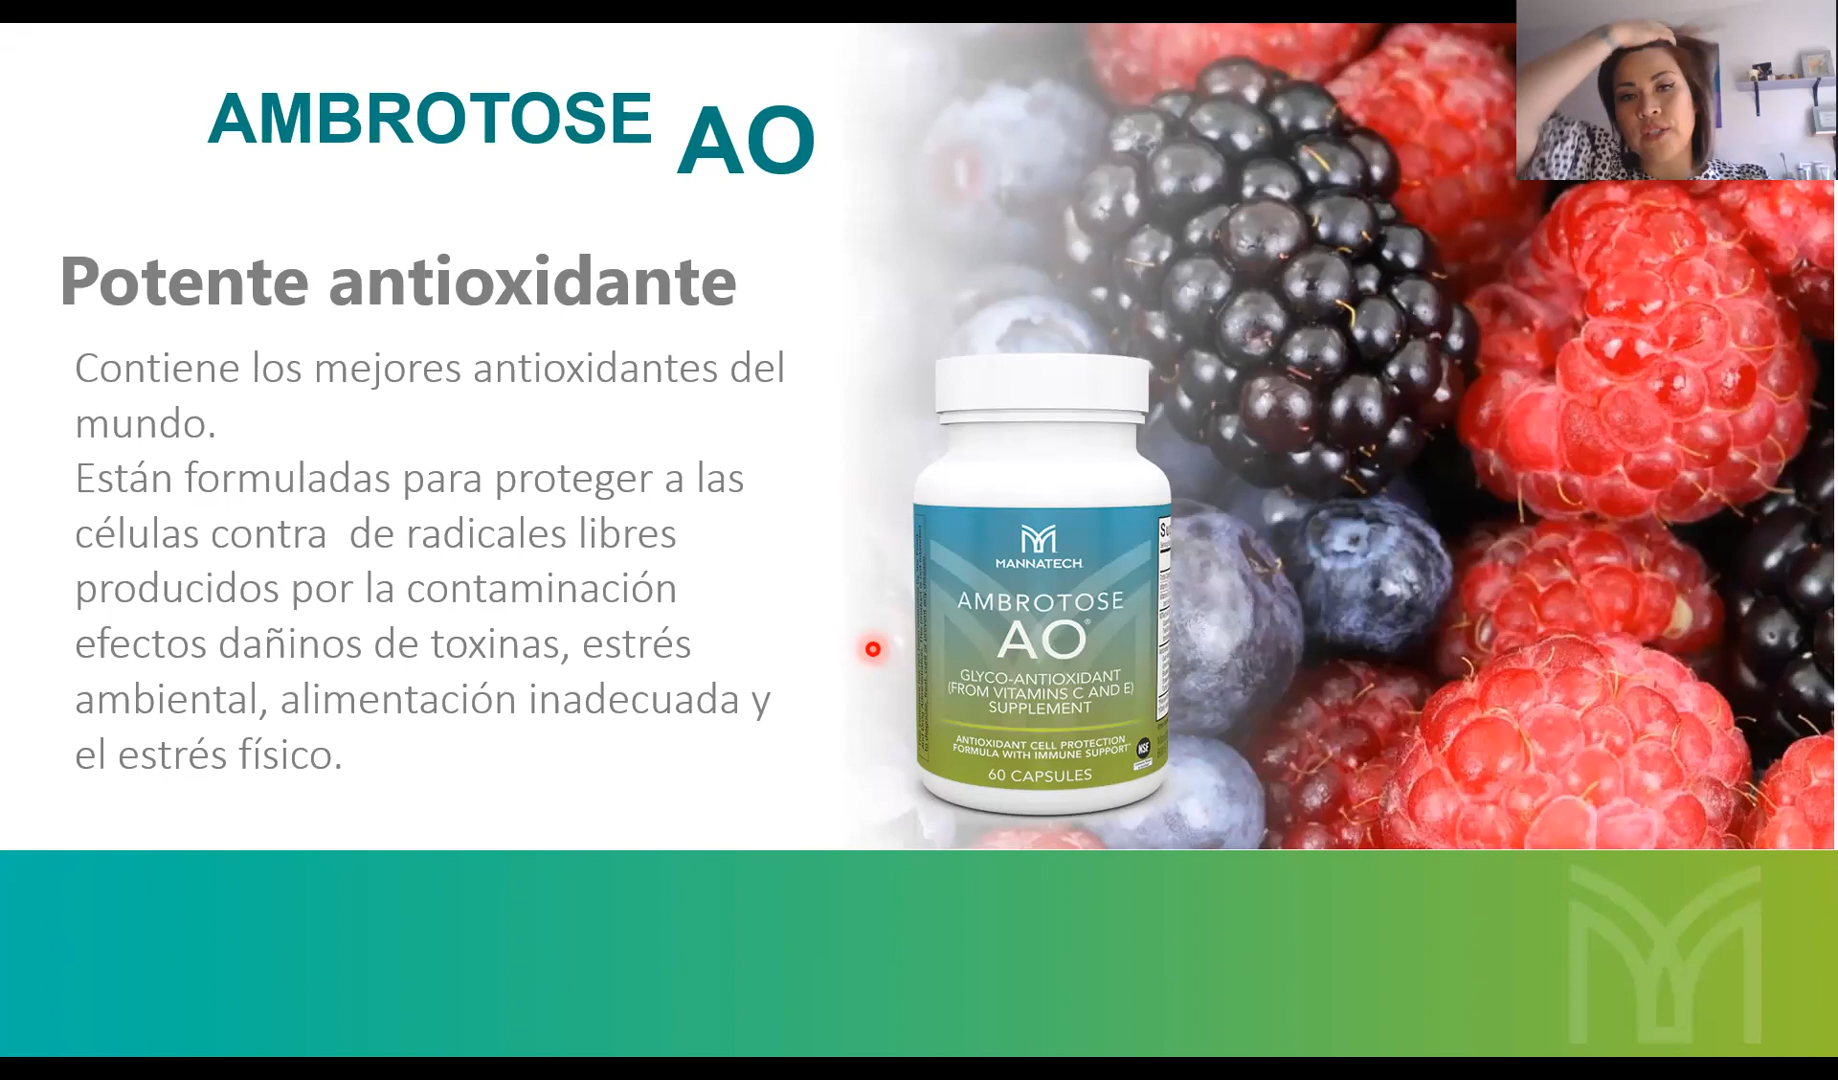 AMBROTOSE AO
Potente antioxidante
Contiene los mejores antioxidantes del
mundo.
Están formuladas para proteger a las
células contra  de radicales libres
producidos por la contaminación
efectos dañinos de toxinas, estrés
ambiental, alimentación inadecuada y
el estrés físico.
MANNATECH
AMBROTOSE
AO®
GLYCO-ANTIOXIDANT
(FROM VITAMINS C AND E)
SUPPLEMENT
ANTIOXIDANT CELL PROTECTION
FORMULA WITH IMMUNE SUPPORT
NSF
60 CAPSULES